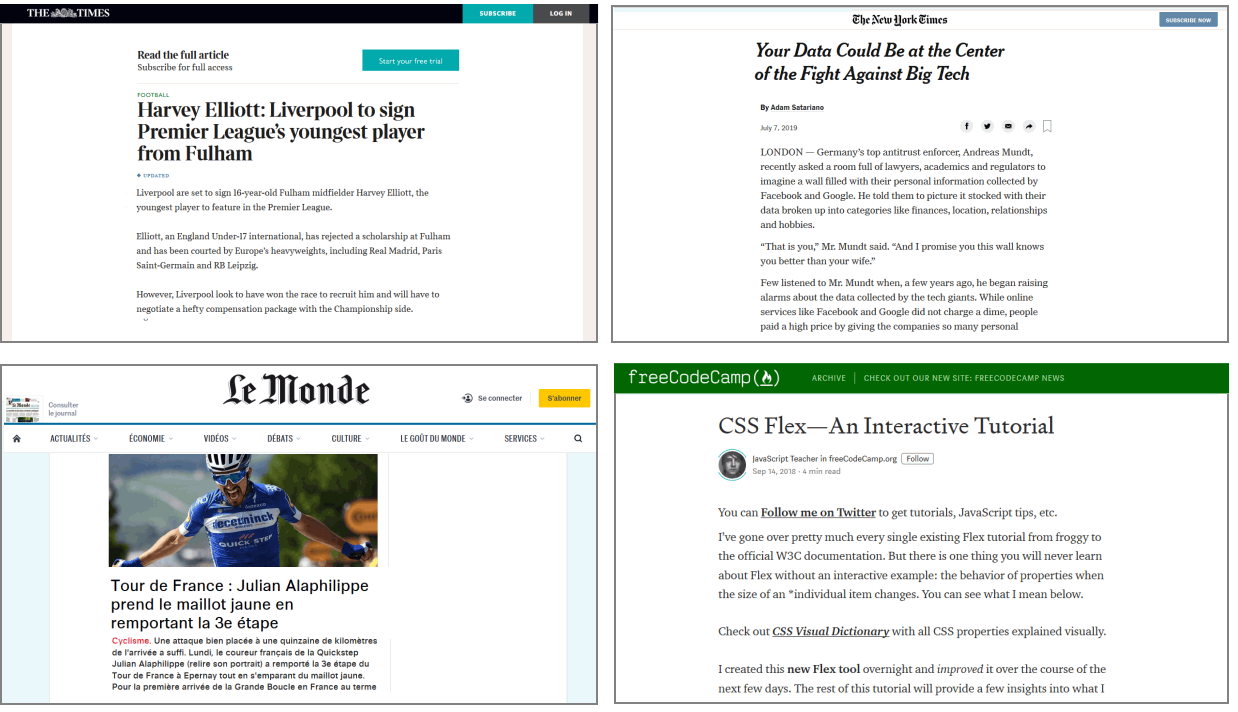 THE TIMES
SUBSCRIBE
LOG IN
Read the full article
Subscribe for full access
Start your free trial
FOOTBALL
Harvey Elliott: Liverpool to sign
Premier League's youngest player
from Fulham
UPDATED
Liverpool are set to sign 16-year-old Fulham midfielder Harvey Elliott, the
youngest player to feature in the Premier League.
Elliott, an England Under-17 international, has rejected a scholarship at Fulham
and has been courted by Europe's heavyweights, including Real Madrid, Paris
Saint-Germain and RB Leipzig.
However, Liverpool look to have won the race to recruit him and will have to
negotiate a hefty compensation package with the Championship side.
The New York Times
SUBSCRIBE NOW
Your Data Could Be at the Center
of the Fight Against Big Tech
By Adam Satariano
July 7, 2019
LONDON — Germany's top antitrust enforcer, Andreas Mundt,
recently asked a room full of lawyers, academics and regulators to
imagine a wall filled with their personal information collected by
Facebook and Google. He told them to picture it stocked with their
data broken up into categories like finances, location, relationships
and hobbies.
“That is you,” Mr. Mundt said. “And I promise you this wall knows
you better than your wife.”
Few listened to Mr. Mundt when, a few years ago, he began raising
alarms about the data collected by the tech giants. While online
services like Facebook and Google did not charge a dime, people
paid a high price by giving the companies so many personal
Le Monde
Consulter
le journal
Se connecter
S'abonner
ACTUALITÉS
ÉCONOMIE
VIDÉOS
DÉBATS
CULTURE
LE GOÛT DU MONDE
SERVICES
deceuninck
QUICK STEP
Tour de France : Julian Alaphilippe
prend le maillot jaune en
remportant la 3e étape
Cyclisme. Une attaque bien placée à une quinzaine de kilomètres
de l'arrivée a suffi. Lundi, le coureur français de la Quickstep
Julian Alaphilippe (relire son portrait) a remporté la 3e étape du
Tour de France à Epernay tout en s'emparant du maillot jaune.
Pour la première arrivée de la Grande Boucle en France au terme
freeCodeCamp(🔥)
ARCHIVE
CHECK OUT OUR NEW SITE: FREECODECAMP NEWS
CSS Flex—An Interactive Tutorial
JavaScript Teacher in freeCodeCamp.org Follow
Sep 14, 2018 · 4 min read
You can Follow me on Twitter to get tutorials, JavaScript tips, etc.
I've gone over pretty much every single existing Flex tutorial from froggy to
the official W3C documentation. But there is one thing you will never learn
about Flex without an interactive example: the behavior of properties when
the size of an *individual item changes. You can see what I mean below.
Check out CSS Visual Dictionary with all CSS properties explained visually.
I created this new Flex tool overnight and improved it over the course of the
next few days. The rest of this tutorial will provide a few insights into what I